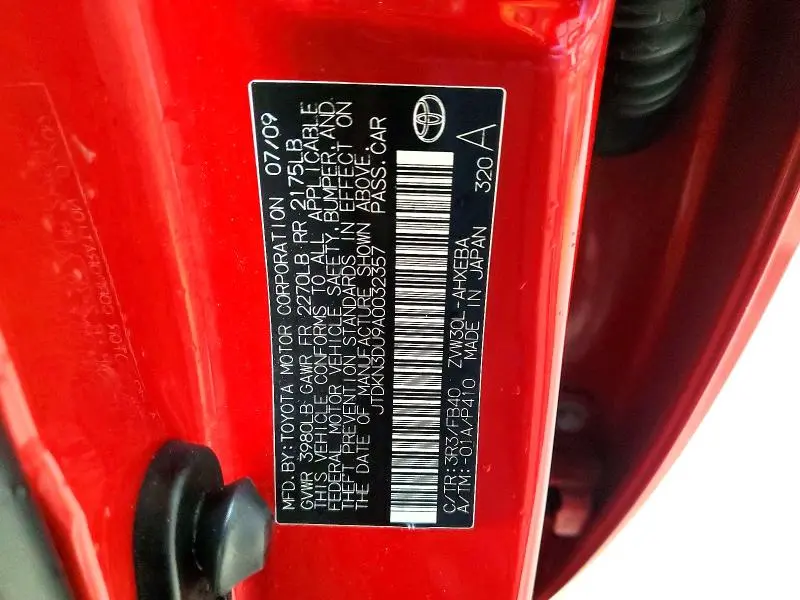 MFD.BY:TOYOTA MOTOR CORPORATION 07/09
GVWR 3980LB GAWR FR 2270LB RR 2175LB
THIS VEHICLE CONFORMS TO ALL APPLICABLE
FEDERAL MOTOR VEHICLE SAFETY, BUMPER, AND
THEFT PREVENTION STANDARDS IN EFFECT ON
THE DATE OF MANUFACTURE SHOWN ABOVE.
JTDKN3DU9A0032357 PASS.CAR
C/TR:3R3/FB40 ZVW30L-AHXEBA 320 A
A/TM:-01A/P410 MADE IN JAPAN